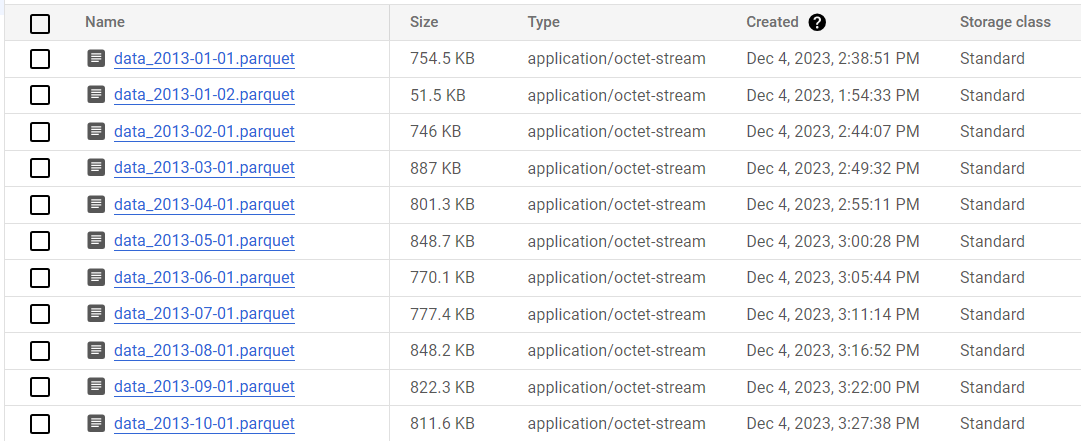 Name Size Type Created ? Storage class
data_2013-01-01.parquet 754.5 KB application/octet-stream Dec 4, 2023, 2:38:51 PM Standard
data_2013-01-02.parquet 51.5 KB application/octet-stream Dec 4, 2023, 1:54:33 PM Standard
data_2013-02-01.parquet 746 KB application/octet-stream Dec 4, 2023, 2:44:07 PM Standard
data_2013-03-01.parquet 887 KB application/octet-stream Dec 4, 2023, 2:49:32 PM Standard
data_2013-04-01.parquet 801.3 KB application/octet-stream Dec 4, 2023, 2:55:11 PM Standard
data_2013-05-01.parquet 848.7 KB application/octet-stream Dec 4, 2023, 3:00:28 PM Standard
data_2013-06-01.parquet 770.1 KB application/octet-stream Dec 4, 2023, 3:05:44 PM Standard
data_2013-07-01.parquet 777.4 KB application/octet-stream Dec 4, 2023, 3:11:14 PM Standard
data_2013-08-01.parquet 848.2 KB application/octet-stream Dec 4, 2023, 3:16:52 PM Standard
data_2013-09-01.parquet 822.3 KB application/octet-stream Dec 4, 2023, 3:22:00 PM Standard
data_2013-10-01.parquet 811.6 KB application/octet-stream Dec 4, 2023, 3:27:38 PM Standard